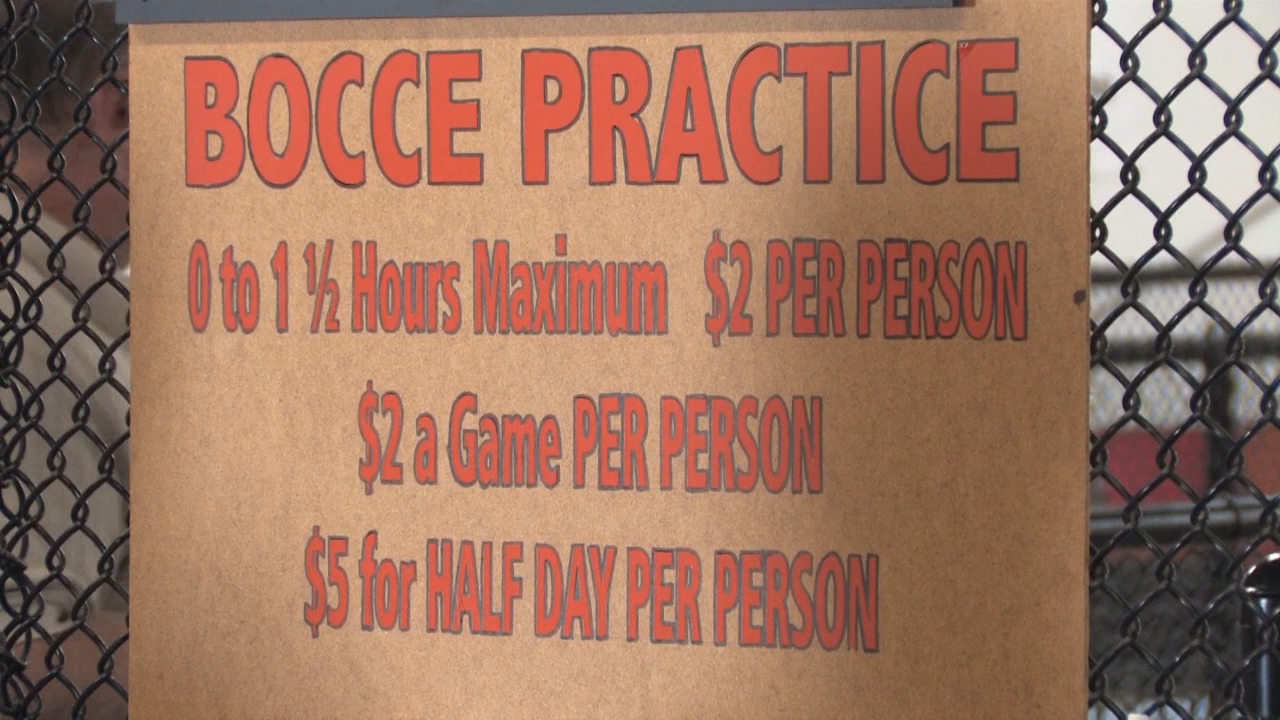 BOCCE PRACTICE
0 to 1 ½ Hours Maximum $2 PER PERSON
$2 a Game PER PERSON
$5 for HALF DAY PER PERSON